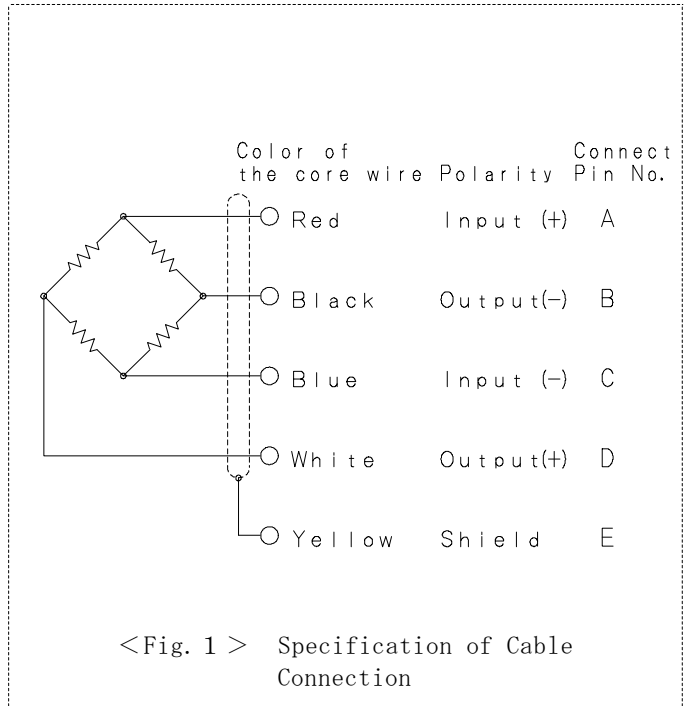 Color of the core wire Polarity Connect Pin No.
Red Input (+) A
Black Output(−) B
Blue Input (−) C
White Output(+) D
Yellow Shield E
<Fig. 1 > Specification of Cable
Connection